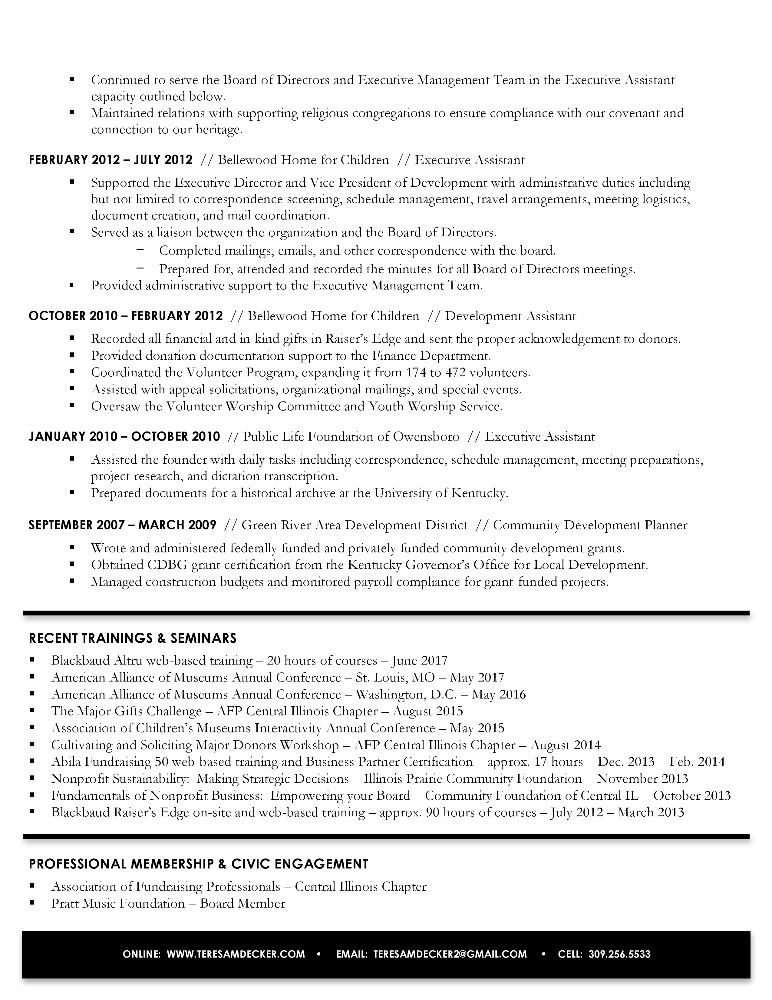 ▪ Continued to serve the Board of Directors and Executive Management Team in the Executive Assistant
capacity outlined below.
▪ Maintained relations with supporting religious congregations to ensure compliance with our covenant and
connection to our heritage.
FEBRUARY 2012 – JULY 2012 // Bellewood Home for Children // Executive Assistant
▪ Supported the Executive Director and Vice President of Development with administrative duties including
but not limited to correspondence screening, schedule management, travel arrangements, meeting logistics,
document creation, and mail coordination.
▪ Served as a liaison between the organization and the Board of Directors.
– Completed mailings, emails, and other correspondence with the board.
– Prepared for, attended and recorded the minutes for all Board of Directors meetings.
▪ Provided administrative support to the Executive Management Team.
OCTOBER 2010 – FEBRUARY 2012 // Bellewood Home for Children // Development Assistant
▪ Recorded all financial and in-kind gifts in Raiser's Edge and sent the proper acknowledgement to donors.
▪ Provided donation documentation support to the Finance Department.
▪ Coordinated the Volunteer Program, expanding it from 174 to 472 volunteers.
▪ Assisted with appeal solicitations, organizational mailings, and special events.
▪ Oversaw the Volunteer Worship Committee and Youth Worship Service.
JANUARY 2010 – OCTOBER 2010 // Public Life Foundation of Owensboro // Executive Assistant
▪ Assisted the founder with daily tasks including correspondence, schedule management, meeting preparations,
project research, and dictation transcription.
▪ Prepared documents for a historical archive at the University of Kentucky.
SEPTEMBER 2007 – MARCH 2009 // Green River Area Development District // Community Development Planner
▪ Wrote and administered federally funded and privately funded community development grants.
▪ Obtained CDBG grant certification from the Kentucky Governor's Office for Local Development.
▪ Managed construction budgets and monitored payroll compliance for grant-funded projects.
RECENT TRAININGS & SEMINARS
▪ Blackbaud Altru web-based training – 20 hours of courses – June 2017
▪ American Alliance of Museums Annual Conference – St. Louis, MO – May 2017
▪ American Alliance of Museums Annual Conference – Washington, D.C. – May 2016
▪ The Major Gifts Challenge – AFP Central Illinois Chapter – August 2015
▪ Association of Children's Museums Interactivity Annual Conference – May 2015
▪ Cultivating and Soliciting Major Donors Workshop – AFP Central Illinois Chapter – August 2014
▪ Abila Fundraising 50 web-based training and Business Partner Certification – approx. 17 hours – Dec. 2013 – Feb. 2014
▪ Nonprofit Sustainability: Making Strategic Decisions – Illinois Prairie Community Foundation – November 2013
▪ Fundamentals of Nonprofit Business: Empowering your Board – Community Foundation of Central IL – October 2013
▪ Blackbaud Raiser's Edge on-site and web-based training – approx. 90 hours of courses – July 2012 – March 2013
PROFESSIONAL MEMBERSHIP & CIVIC ENGAGEMENT
▪ Association of Fundraising Professionals – Central Illinois Chapter
▪ Pratt Music Foundation – Board Member
ONLINE: WWW.TERESAMDECKER.COM • EMAIL: TERESAMDECKER2@GMAIL.COM • CELL: 309.256.5533